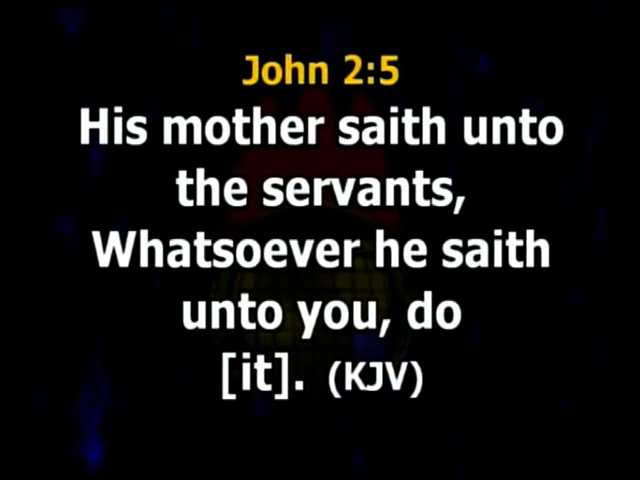 John 2:5
His mother saith unto
the servants,
Whatsoever he saith
unto you, do
[it]. (KJV)